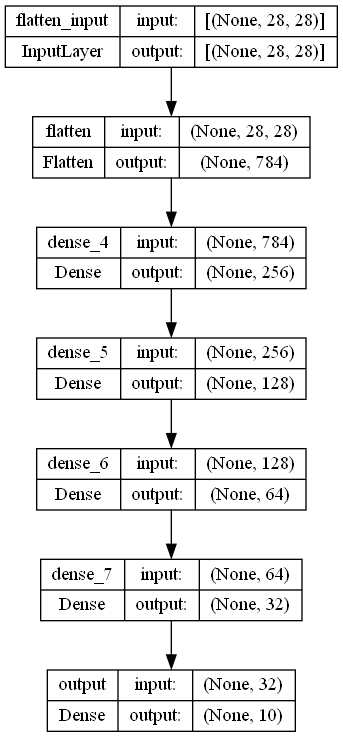 flatten_input input: [(None, 28, 28)]
InputLayer output: [(None, 28, 28)]
flatten input: (None, 28, 28)
Flatten output: (None, 784)
dense_4 input: (None, 784)
Dense output: (None, 256)
dense_5 input: (None, 256)
Dense output: (None, 128)
dense_6 input: (None, 128)
Dense output: (None, 64)
dense_7 input: (None, 64)
Dense output: (None, 32)
output input: (None, 32)
Dense output: (None, 10)